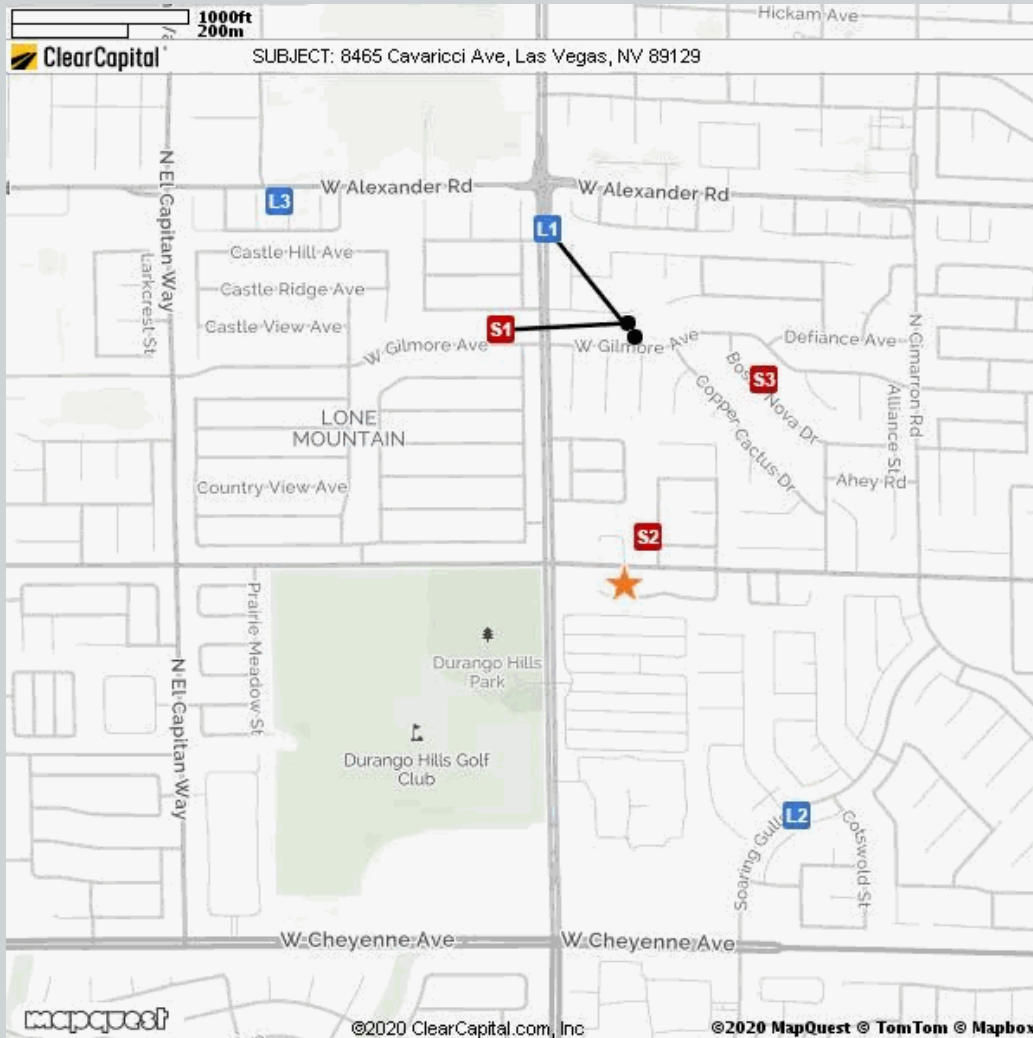 1000ft
200m
Hickam Ave
ClearCapital
SUBJECT: 8465 Cavaricci Ave, Las Vegas, NV 89129
N El Capitan Way
W Alexander Rd
W Alexander Rd
L3
L1
Castle Hill Ave
Larkcrest St
Castle Ridge Ave
Castle View Ave
S1
W Gilmore Ave
W Gilmore Ave
Defiance Ave
N Cimarron Rd
S3
Nova Dr
Copper Cactus Dr
Alliance St
LONE
MOUNTAIN
Country View Ave
Ahey Rd
S2
Prairie Meadow St
Durango Hills
Park
N El Capitan Way
Durango Hills Golf
Club
L2
Soaring Gulls
Cotswold St
W Cheyenne Ave
W Cheyenne Ave
mapquest
©2020 ClearCapital.com, Inc
©2020 MapQuest © TomTom © Mapbox